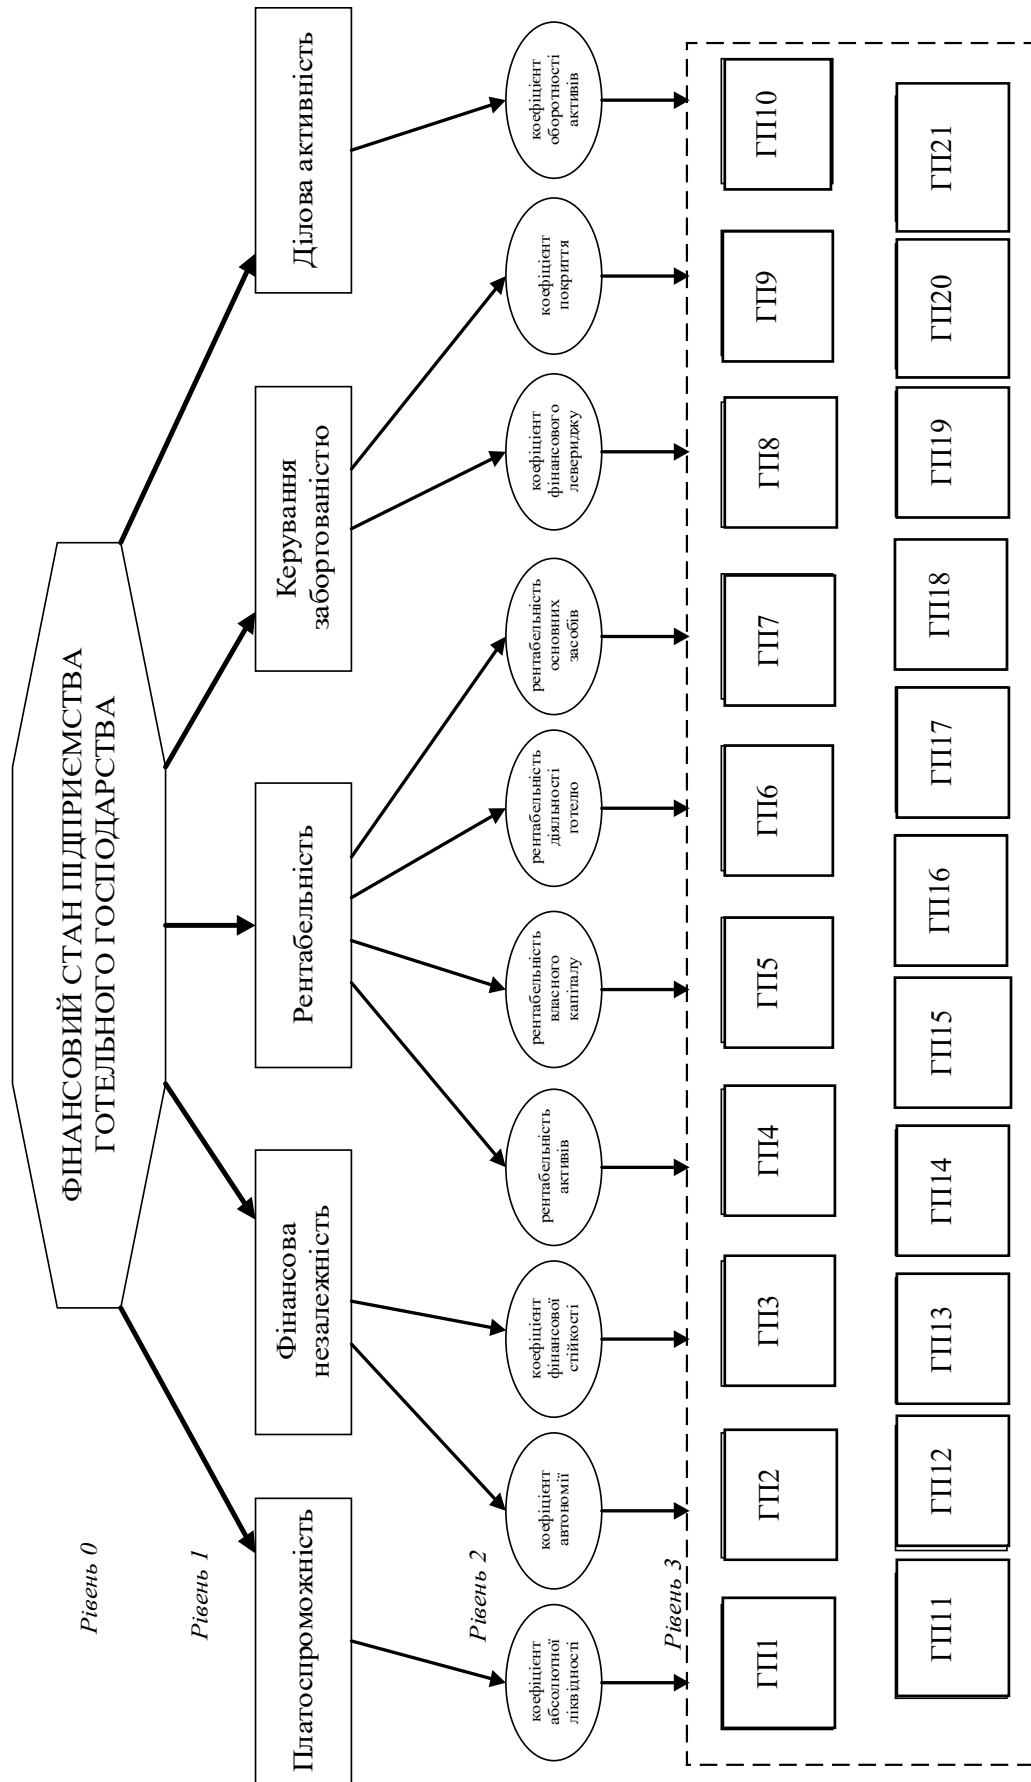 ФІНАНСОВИЙ СТАН ПІДПРИЄМСТВА
ГОТЕЛЬНОГО ГОСПОДАРСТВА
Рівень 0
Рівень 1
Платоспроможність
Фінансова
незалежність
Рентабельність
Керування
заборгованістю
Ділова активність
Рівень 2
коефіцієнт
абсолютної
ліквідності
коефіцієнт
автономії
коефіцієнт
фінансової
стійкості
рентабельність
активів
рентабельність
власного
капіталу
рентабельність
діяльності
готелю
рентабельність
основних
засобів
коефіцієнт
фінансового
левериджу
коефіцієнт
покриття
коефіцієнт
оборотності
активів
Рівень 3
ГП1
ГП2
ГП3
ГП4
ГП5
ГП6
ГП7
ГП8
ГП9
ГП10
ГП11
ГП12
ГП13
ГП14
ГП15
ГП16
ГП17
ГП18
ГП19
ГП20
ГП21